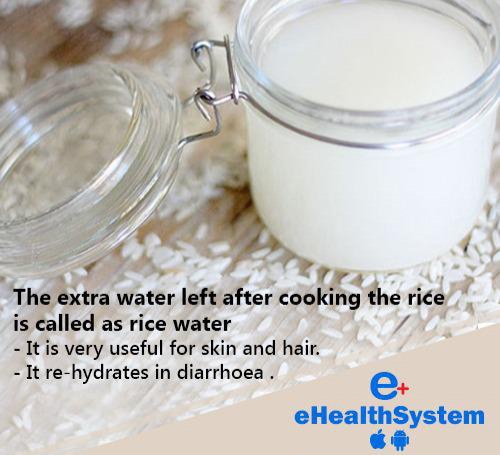 The extra water left after cooking the rice
is called as rice water
- It is very useful for skin and hair.
- It re-hydrates in diarrhoea .
e+
eHealthSystem